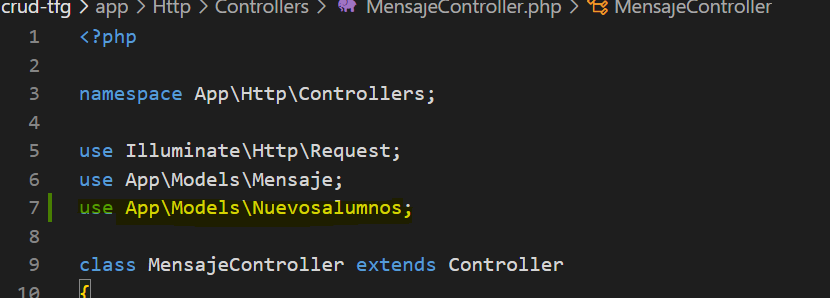 crud-tfg > app > Http > Controllers > MensajeController.php > MensajeController
1 <?php
2
3 namespace App\Http\Controllers;
4
5 use Illuminate\Http\Request;
6 use App\Models\Mensaje;
7 use App\Models\Nuevosalumnos;
8
9 class MensajeController extends Controller
10 {